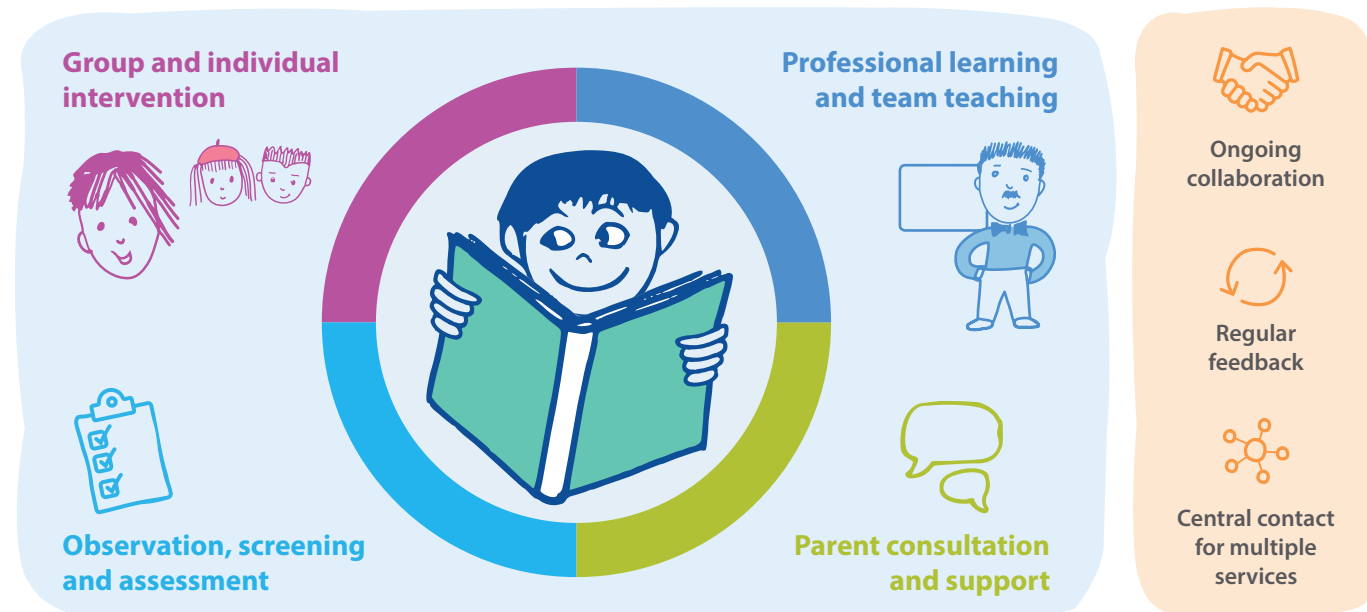 Group and individual
intervention
Professional learning
and team teaching
Observation, screening
and assessment
Parent consultation
and support
Ongoing
collaboration
Regular
feedback
Central contact
for multiple
services